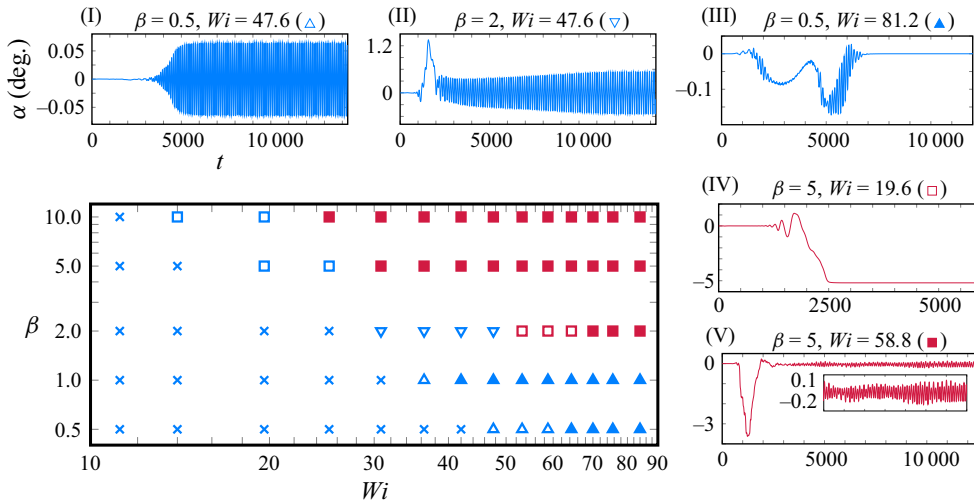 (I) β = 0.5, Wi = 47.6 (△)
(II) β = 2, Wi = 47.6 (▽)
(III) β = 0.5, Wi = 81.2 (▲)
α (deg.)
0.05
0
−0.05
0 5000 10 000
t
1.2
0.4
0
0 5000 10 000
0
−0.1
0 5000 10 000
(IV) β = 5, Wi = 19.6 (□)
0
−5
0 2500 5000
(V) β = 5, Wi = 58.8 (■)
0
−3
0.1
−0.2
0 5000 10 000
β
10.0
5.0
2.0
1.0
0.5
10 20 30 40 50 60 70 80 90
Wi